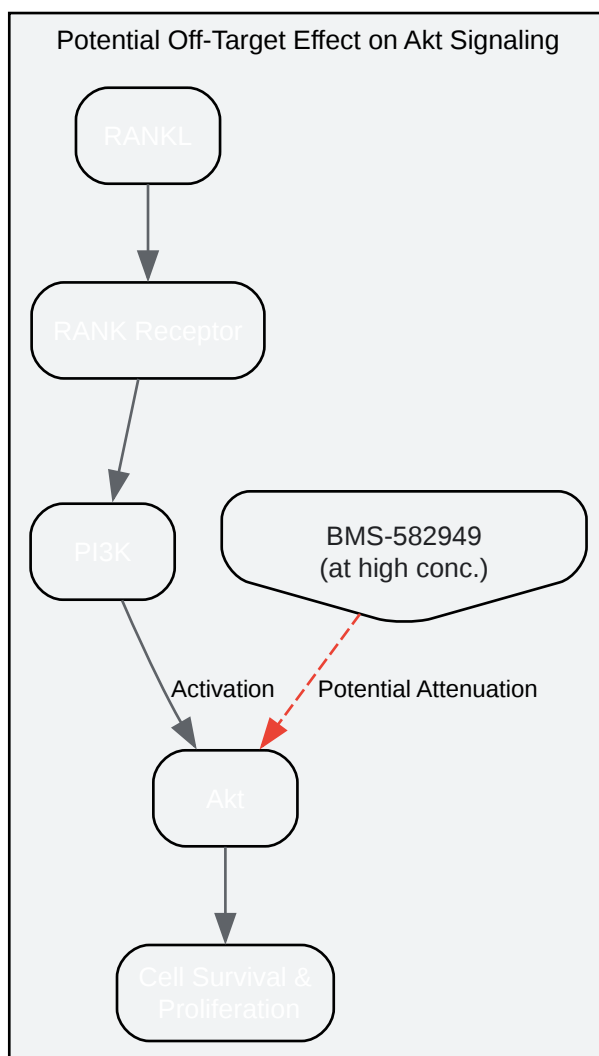 Potential Off-Target Effect on Akt Signaling
RANKL
RANK Receptor
PI3K
BMS-582949
(at high conc.)
Activation
Potential Attenuation
Akt
Cell Survival &
Proliferation